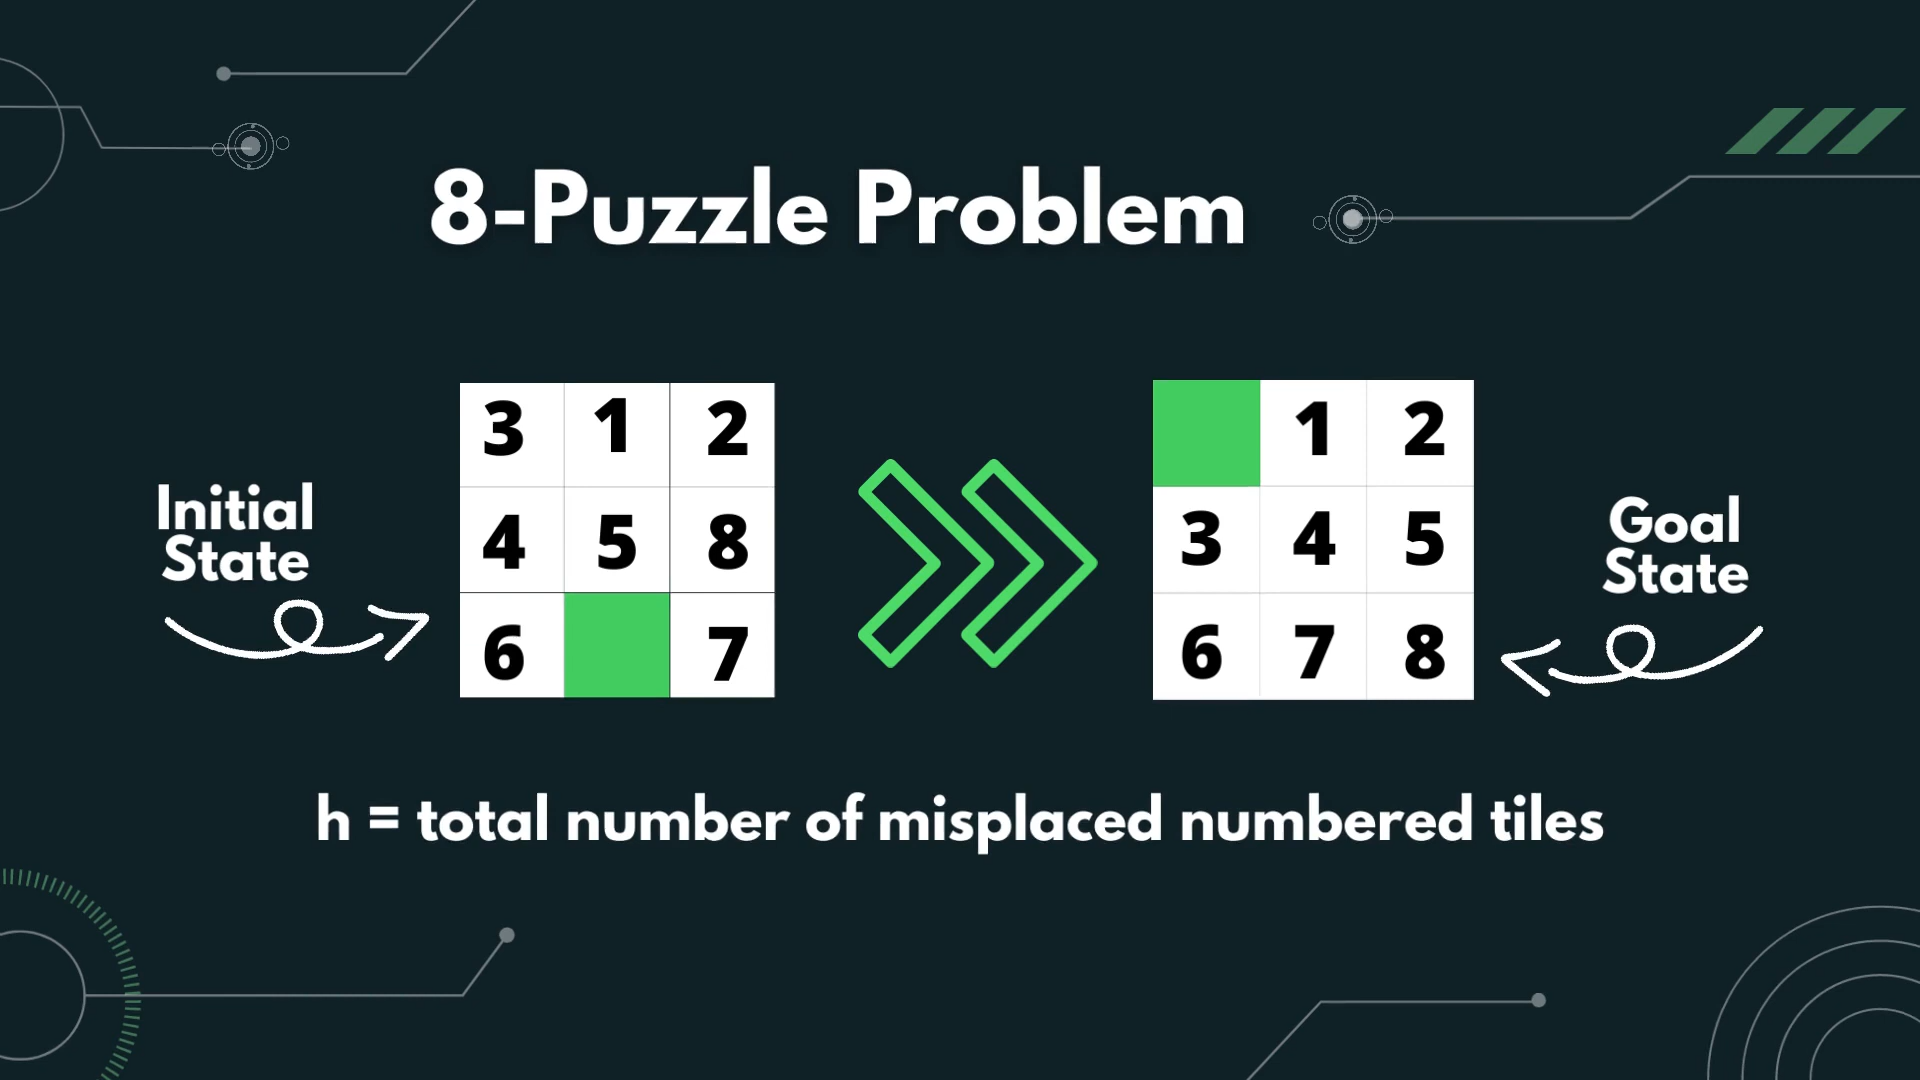 8-Puzzle Problem
Initial
State
3 1 2
4 5 8
6 7
1 2
3 4 5
6 7 8
Goal
State
h = total number of misplaced numbered tiles